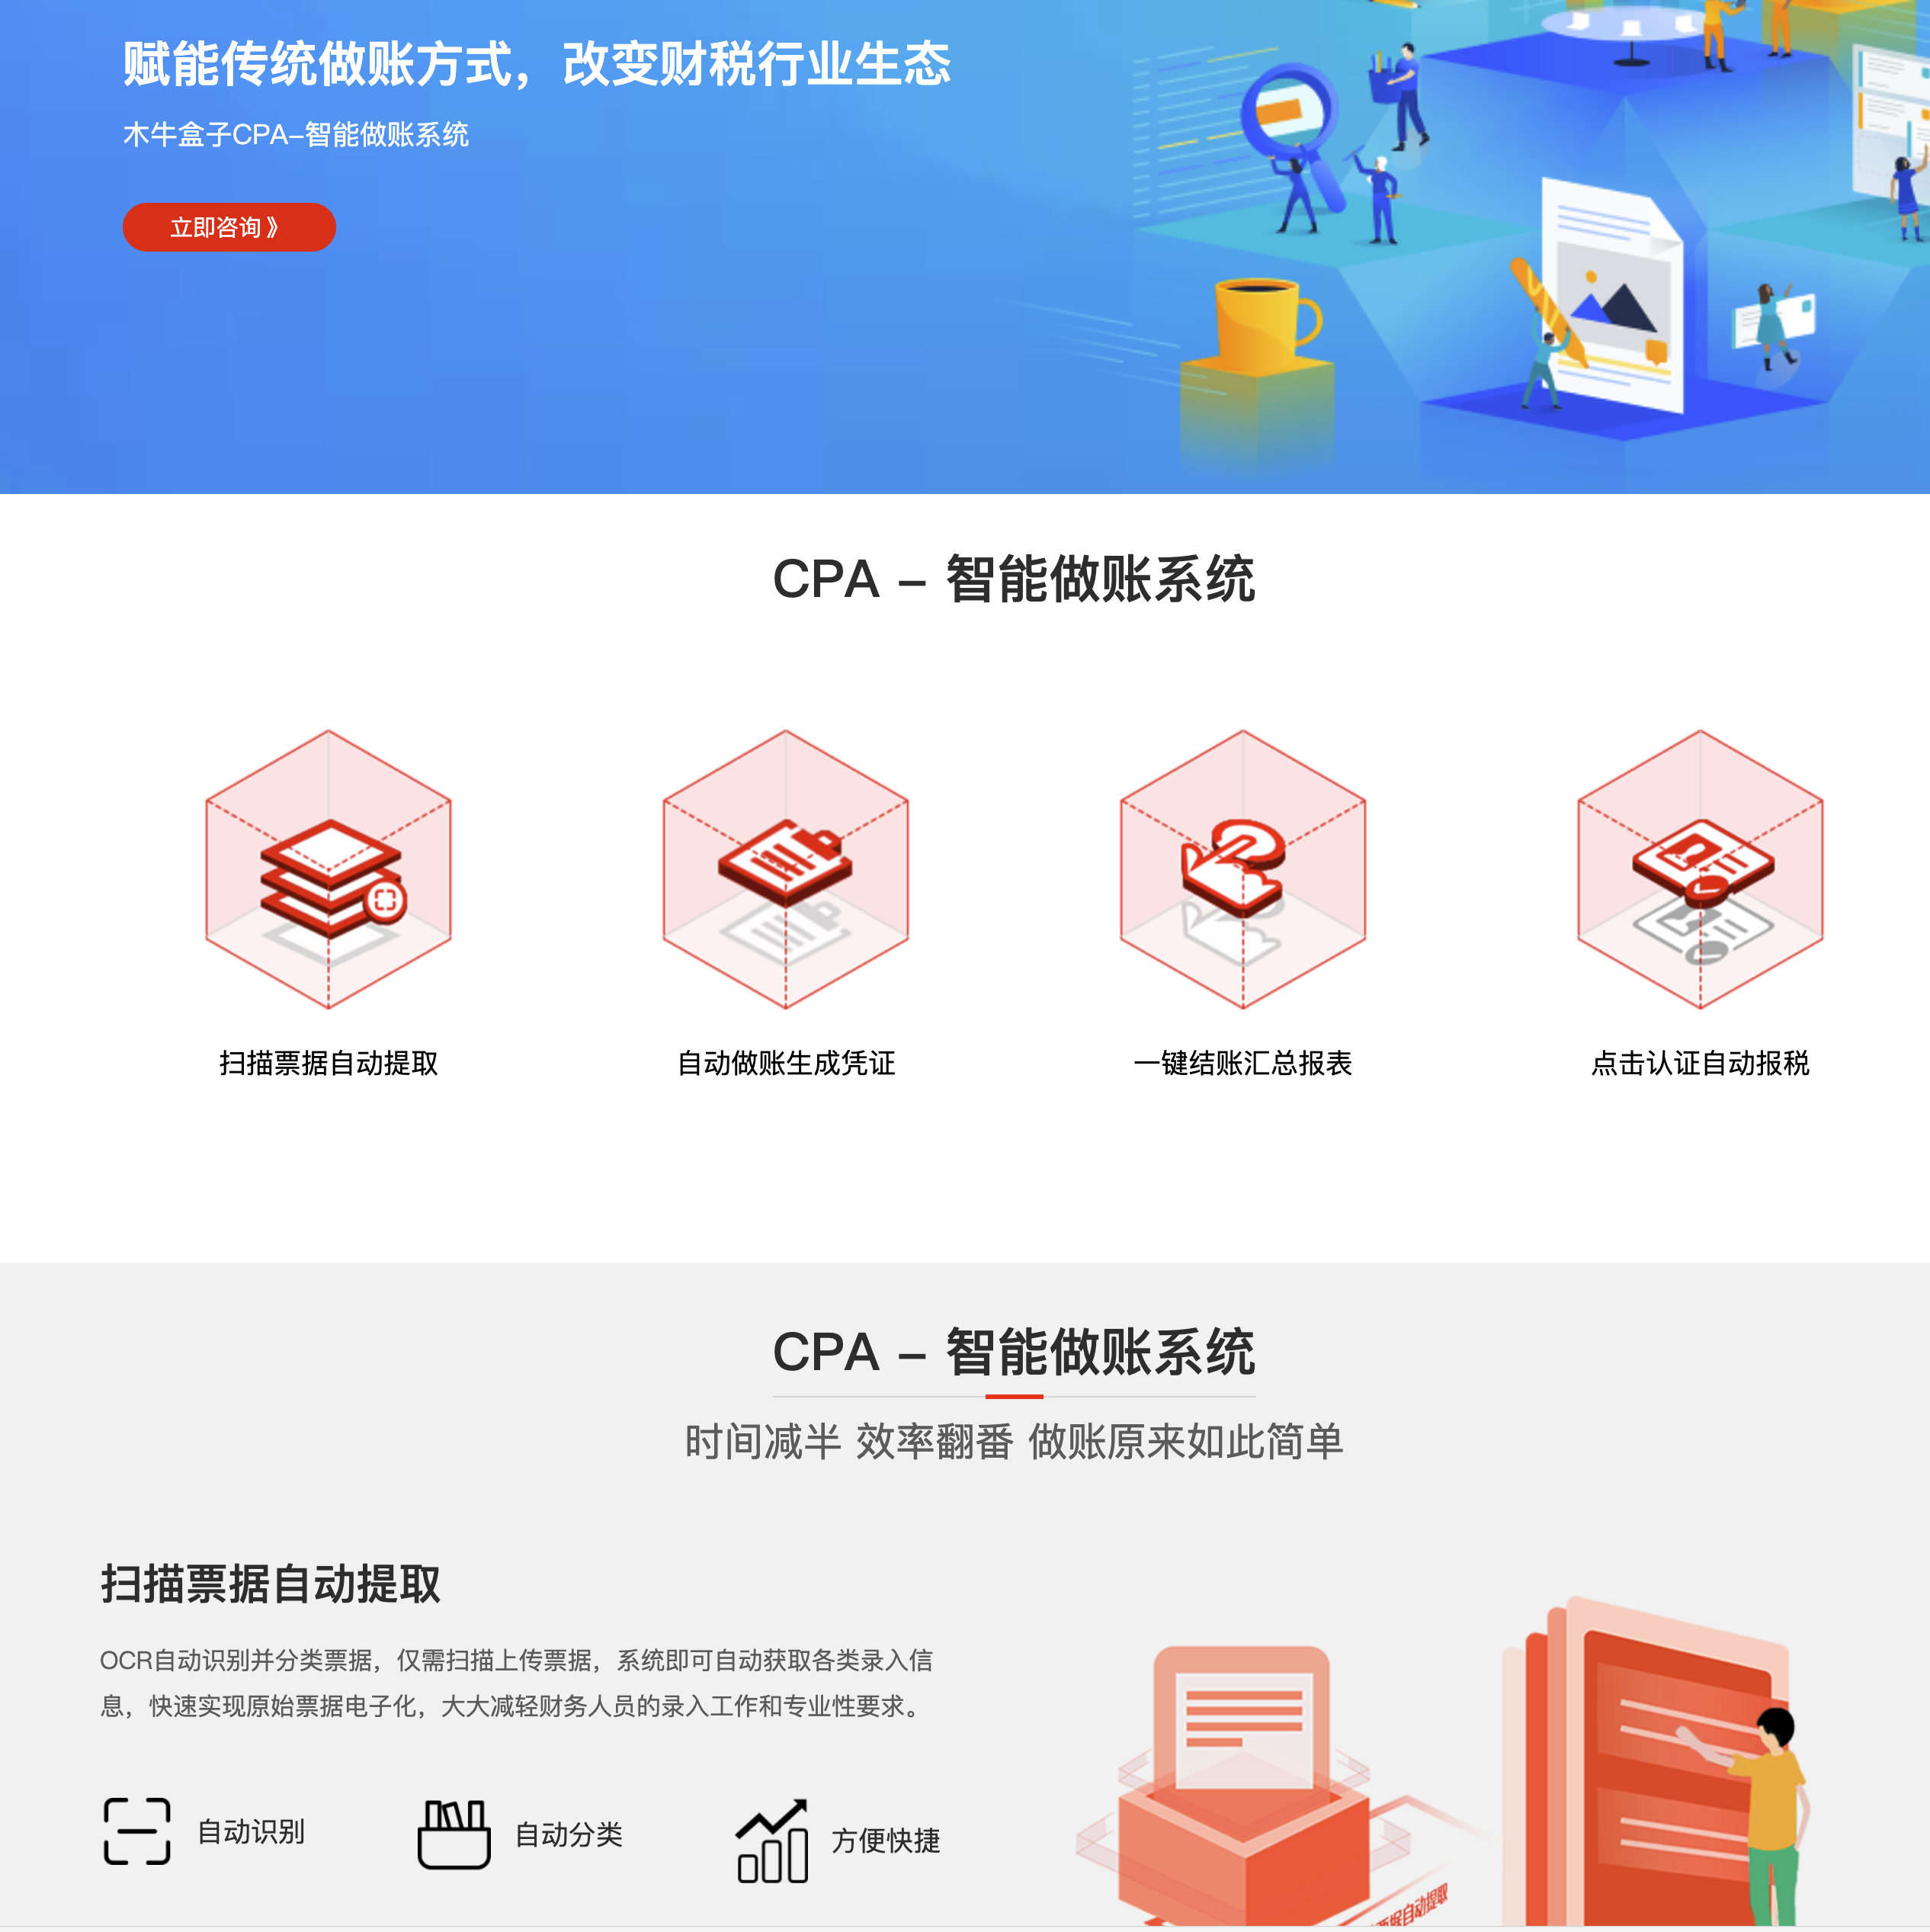 赋能传统做账方式，改变财税行业生态
木牛盒子CPA-智能做账系统
立即咨询》
CPA - 智能做账系统
扫描票据自动提取
自动做账生成凭证
一键结账汇总报表
点击认证自动报税
CPA - 智能做账系统
时间减半 效率翻番 做账原来如此简单
扫描票据自动提取
OCR自动识别并分类票据，仅需扫描上传票据，系统即可自动获取各类录入信
息，快速实现原始票据电子化，大大减轻财务人员的录入工作和专业性要求。
自动识别
自动分类
方便快捷
据自动提取